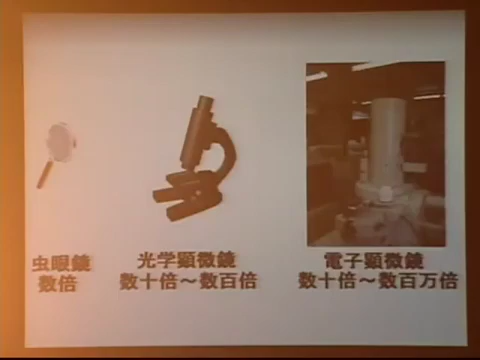 虫眼鏡
数倍
光学顕微鏡
数十倍～数百倍
電子顕微鏡
数十倍～数百万倍